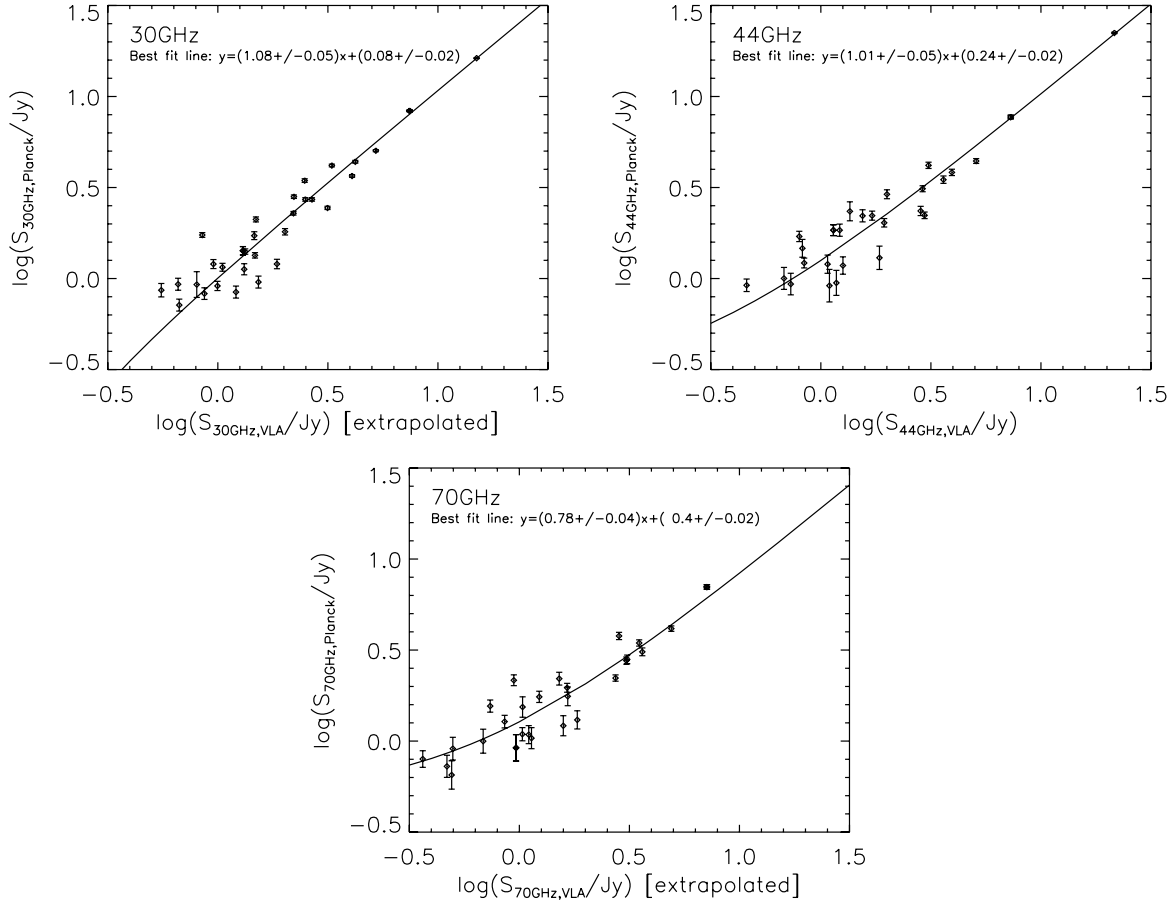 30GHz
Best fit line: y=(1.08+/-0.05)x+(0.08+/-0.02)
1.5
1.0
0.5
0.0
−0.5
log(S30GHz,Planck/Jy)
−0.5 0.0 0.5 1.0 1.5
log(S30GHz,VLA/Jy) [extrapolated]
44GHz
Best fit line: y=(1.01+/-0.05)x+(0.24+/-0.02)
1.5
1.0
0.5
0.0
−0.5
log(S44GHz,Planck/Jy)
−0.5 0.0 0.5 1.0 1.5
log(S44GHz,VLA/Jy)
70GHz
Best fit line: y=(0.78+/-0.04)x+( 0.4+/-0.02)
1.5
1.0
0.5
0.0
−0.5
log(S70GHz,Planck/Jy)
−0.5 0.0 0.5 1.0 1.5
log(S70GHz,VLA/Jy) [extrapolated]